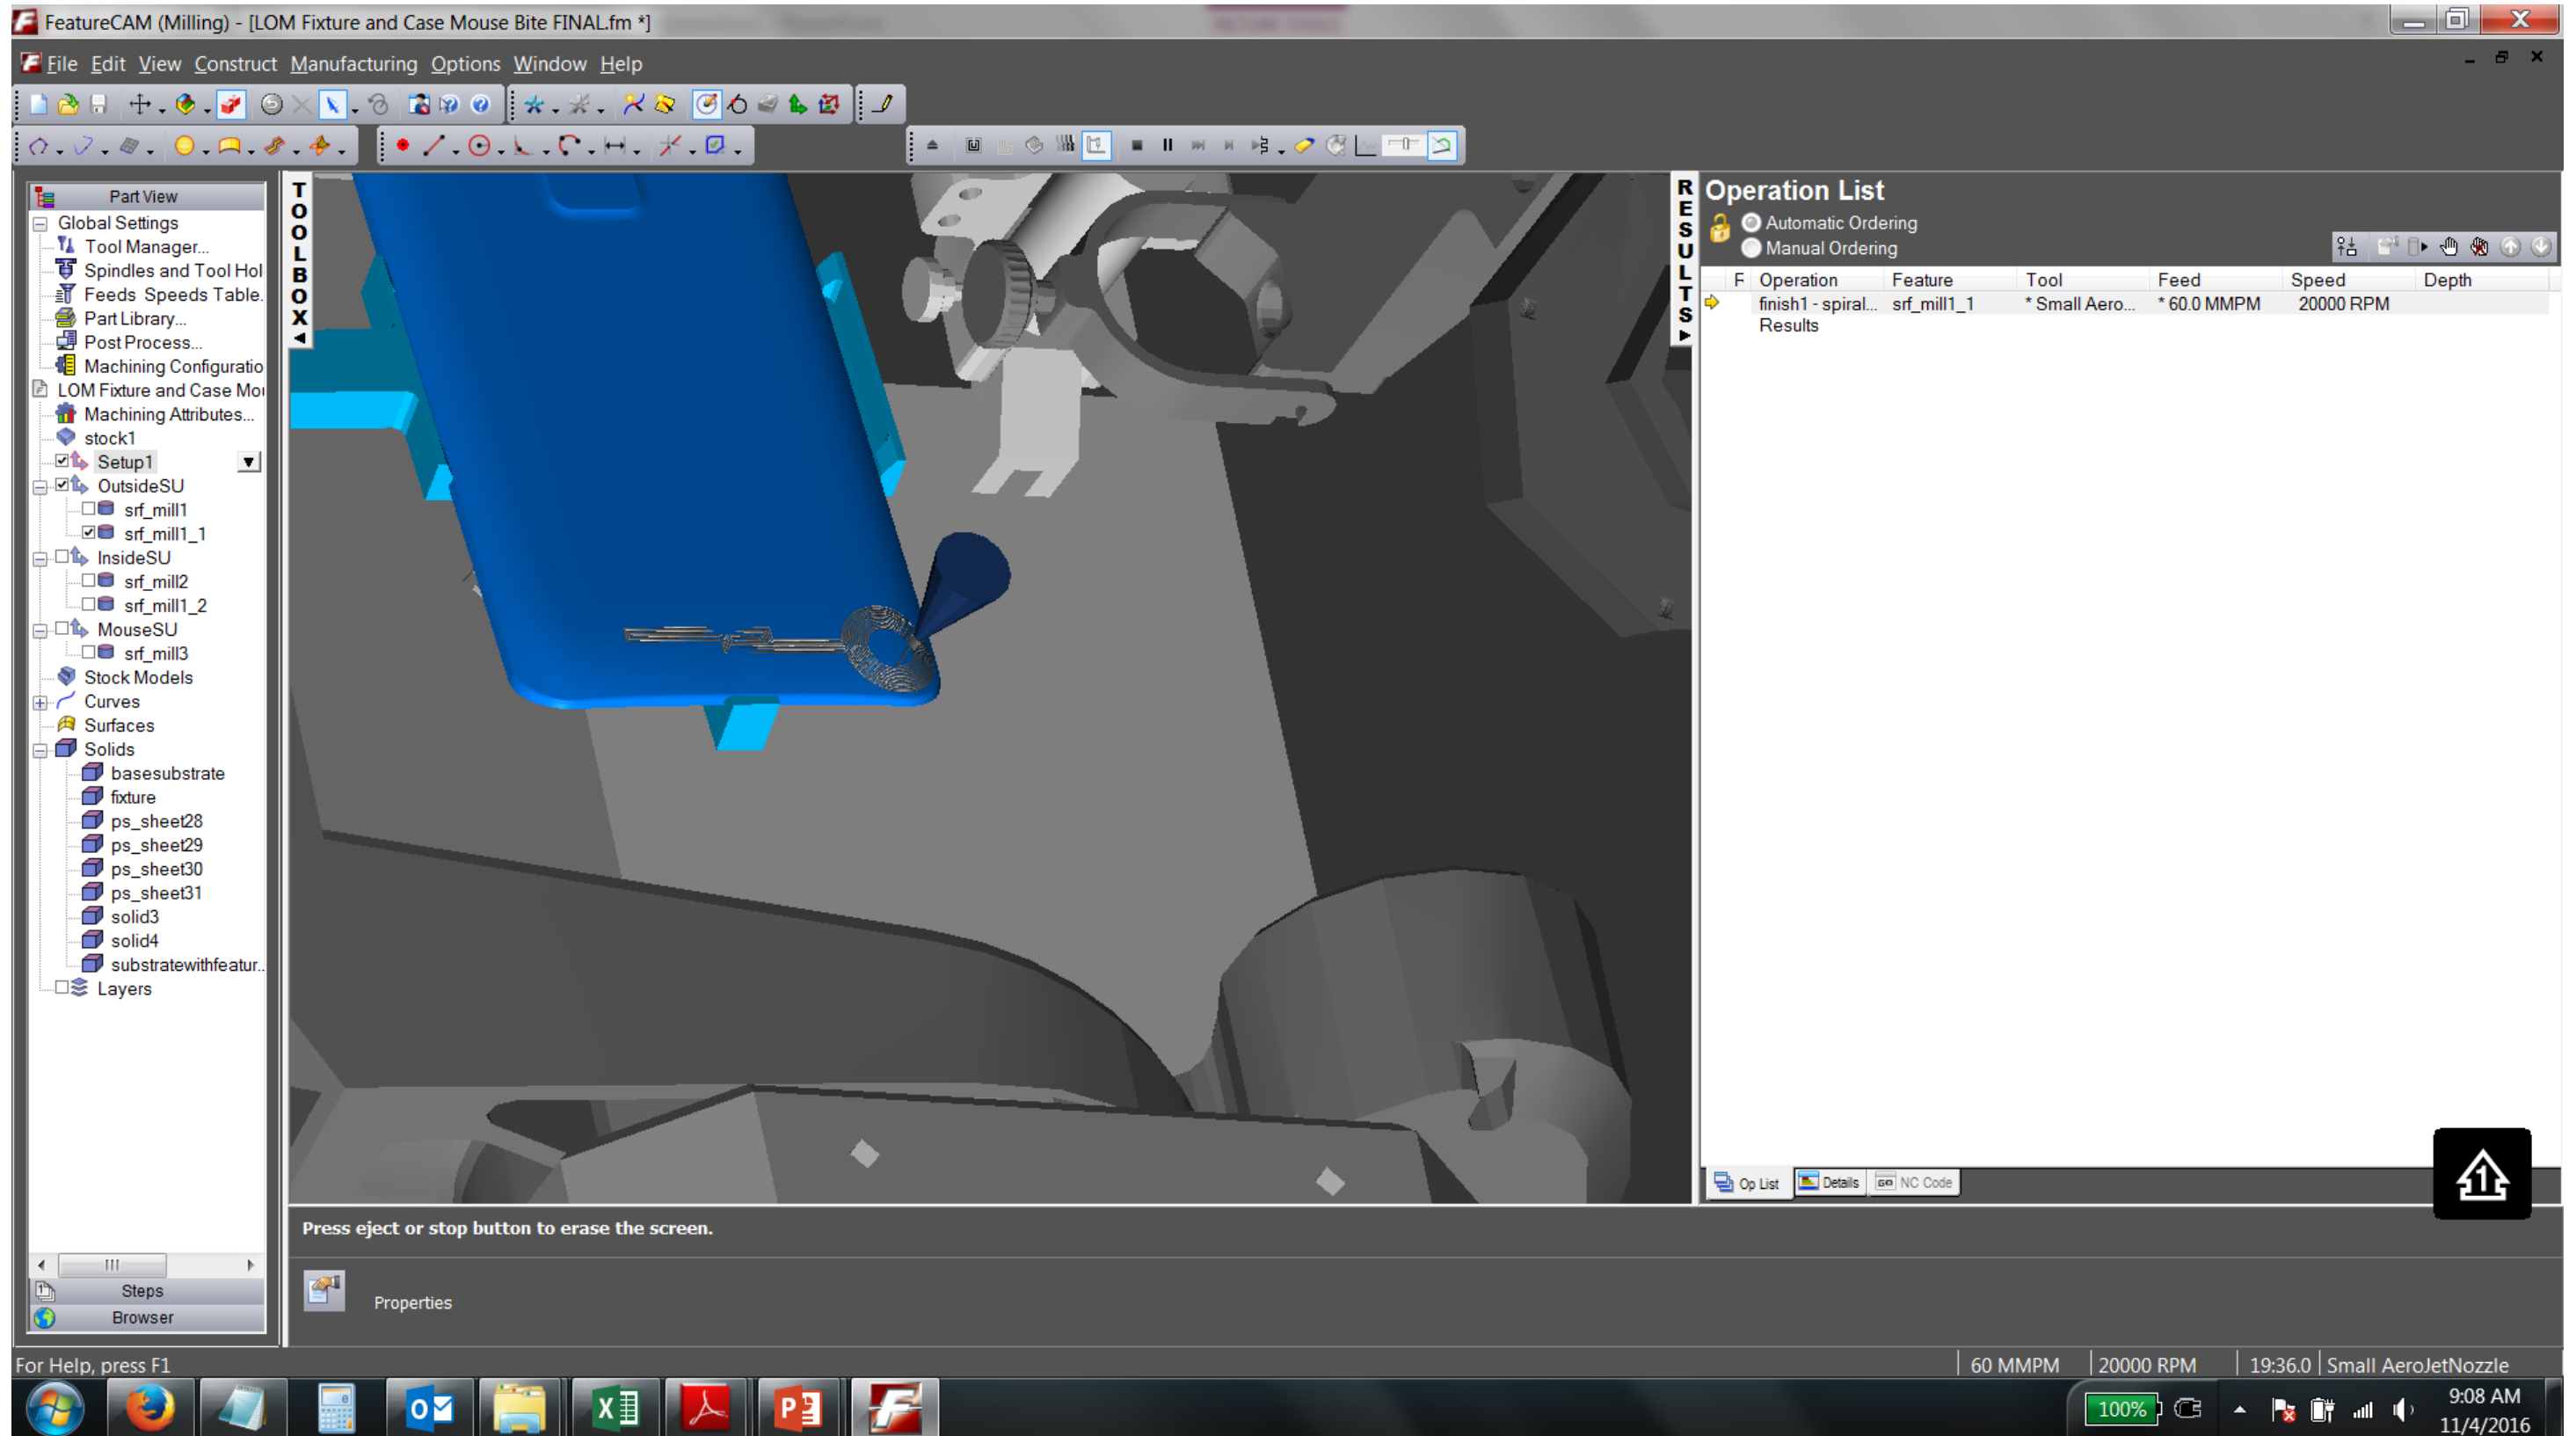 FeatureCAM (Milling) - [LOM Fixture and Case Mouse Bite FINAL.fm *]
File Edit View Construct Manufacturing Options Window Help
Part View
Global Settings
Tool Manager...
Spindles and Tool Hol
Feeds Speeds Table.
Part Library...
Post Process...
Machining Configuratio
LOM Fixture and Case Mou
Machining Attributes...
stock1
Setup1
OutsideSU
srf_mill1
srf_mill1_1
InsideSU
srf_mill2
srf_mill1_2
MouseSU
srf_mill3
Stock Models
Curves
Surfaces
Solids
basesubstrate
fixture
ps_sheet28
ps_sheet29
ps_sheet30
ps_sheet31
solid3
solid4
substratewithfeatur..
Layers
Steps
Browser
TOOLBOX
RESULTS
Operation List
Automatic Ordering
Manual Ordering
F Operation Feature Tool Feed Speed Depth
finish1 - spiral... srf_mill1_1 * Small Aero... * 60.0 MMPM 20000 RPM
Results
Op List Details GO NC Code
1
Press eject or stop button to erase the screen.
Properties
For Help, press F1
60 MMPM 20000 RPM 19:36.0 Small AeroJetNozzle
100%
9:08 AM
11/4/2016